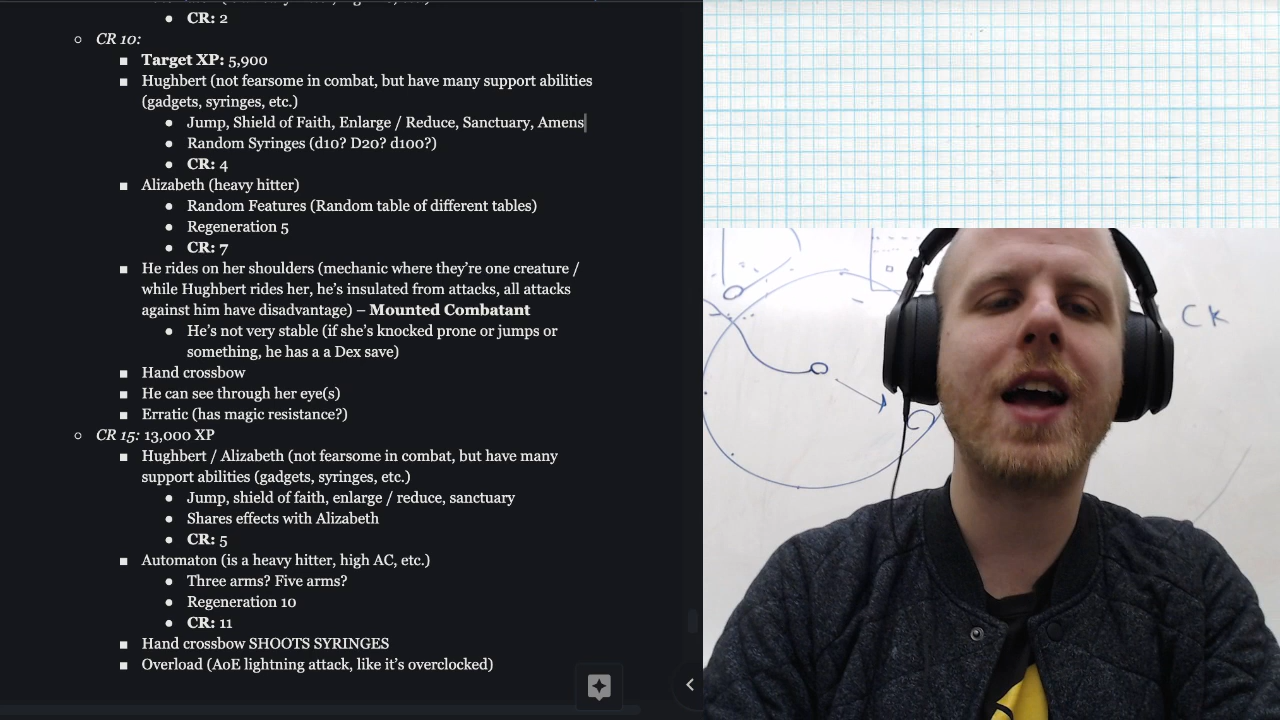 CR: 2
CR 10:
Target XP: 5,900
Hughbert (not fearsome in combat, but have many support abilities
(gadgets, syringes, etc.)
Jump, Shield of Faith, Enlarge / Reduce, Sanctuary, Amens
Random Syringes (d10? D20? d100?)
CR: 4
Alizabeth (heavy hitter)
Random Features (Random table of different tables)
Regeneration 5
CR: 7
He rides on her shoulders (mechanic where they're one creature /
while Hughbert rides her, he's insulated from attacks, all attacks
against him have disadvantage) – Mounted Combatant
He's not very stable (if she's knocked prone or jumps or
something, he has a a Dex save)
Hand crossbow
He can see through her eye(s)
Erratic (has magic resistance?)
CR 15: 13,000 XP
Hughbert / Alizabeth (not fearsome in combat, but have many
support abilities (gadgets, syringes, etc.)
Jump, shield of faith, enlarge / reduce, sanctuary
Shares effects with Alizabeth
CR: 5
Automaton (is a heavy hitter, high AC, etc.)
Three arms? Five arms?
Regeneration 10
CR: 11
Hand crossbow SHOOTS SYRINGES
Overload (AoE lightning attack, like it's overclocked)
CK